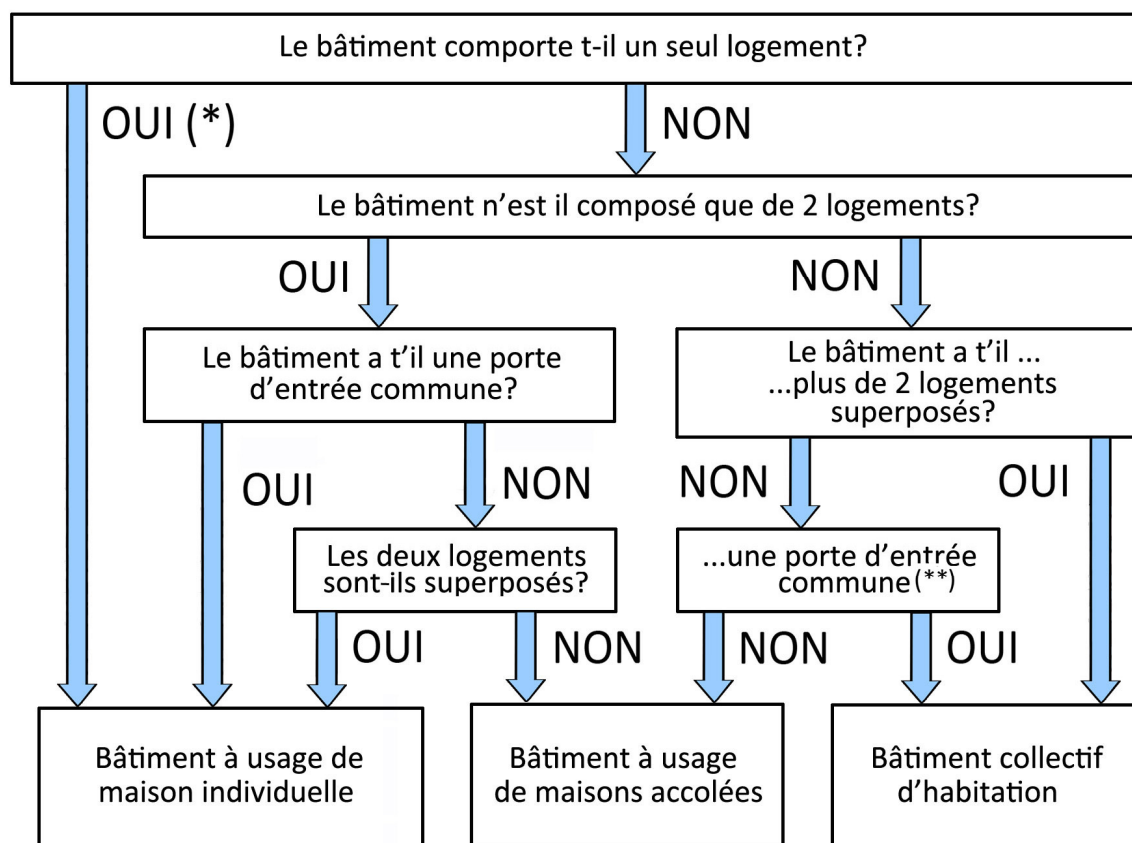 Le bâtiment comporte t-il un seul logement?
OUI (*)
NON
Le bâtiment n’est il composé que de 2 logements?
OUI
NON
Le bâtiment a t’il une porte
d’entrée commune?
Le bâtiment a t’il ...
...plus de 2 logements
superposés?
OUI
NON
NON
OUI
Les deux logements
sont-ils superposés?
...une porte d’entrée
commune(**)
OUI
NON
NON
OUI
Bâtiment à usage de
maison individuelle
Bâtiment à usage
de maisons accolées
Bâtiment collectif
d’habitation